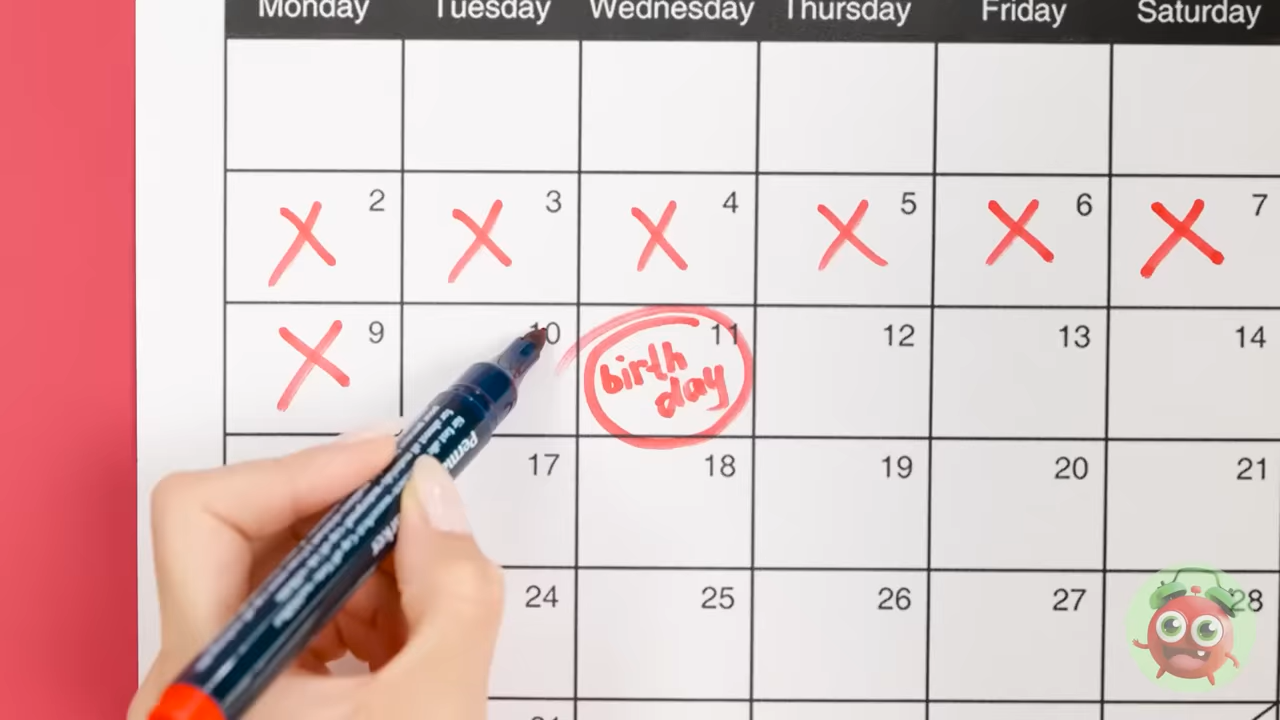 Monday Tuesday Wednesday Thursday Friday Saturday
2 3 4 5 6 7
9 10 11 12 13 14
birth
day
17 18 19 20 21
24 25 26 27 28